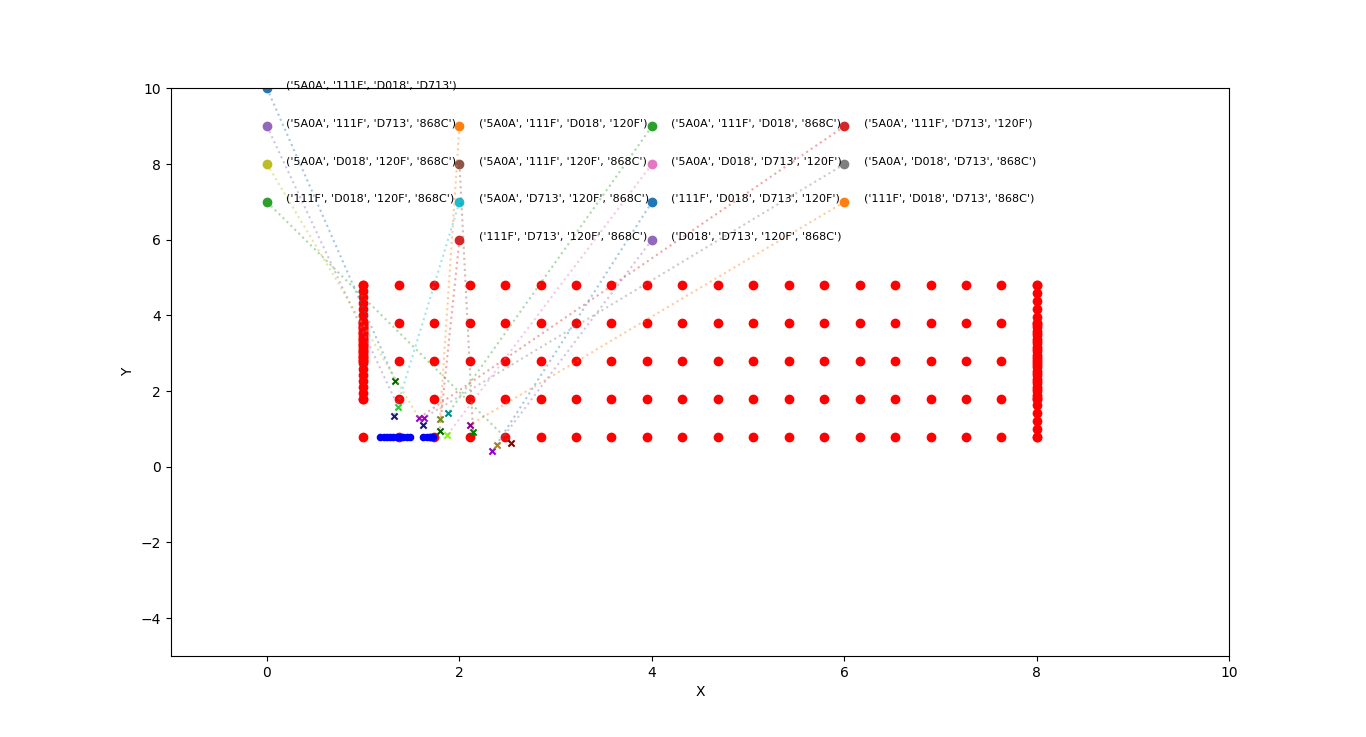 ('5A0A', '111F', 'D018', 'D713')
('5A0A', '111F', 'D713', '868C')
('5A0A', '111F', 'D018', '120F')
('5A0A', '111F', 'D018', '868C')
('5A0A', '111F', 'D713', '120F')
('5A0A', 'D018', '120F', '868C')
('5A0A', '111F', '120F', '868C')
('5A0A', 'D018', 'D713', '120F')
('5A0A', 'D018', 'D713', '868C')
('111F', 'D018', '120F', '868C')
('5A0A', 'D713', '120F', '868C')
('111F', 'D018', 'D713', '120F')
('111F', 'D018', 'D713', '868C')
('111F', 'D713', '120F', '868C')
('D018', 'D713', '120F', '868C')
10
8
6
4
2
0
−2
−4
Y
0 2 4 6 8 10
X